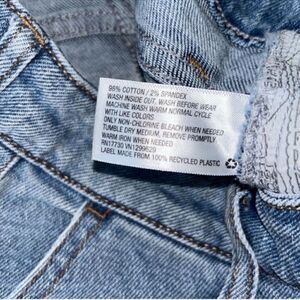 98% COTTON / 2% SPANDEX
WASH INSIDE OUT, WASH BEFORE WEAR
MACHINE WASH WARM NORMAL CYCLE
WITH LIKE COLORS
ONLY NON-CHLORINE BLEACH WHEN NEEDED
TUMBLE DRY MEDIUM, REMOVE PROMPTLY
WARM IRON WHEN NEEDED
RN17730 VN1299629
LABEL MADE FROM 100% RECYCLED PLASTIC